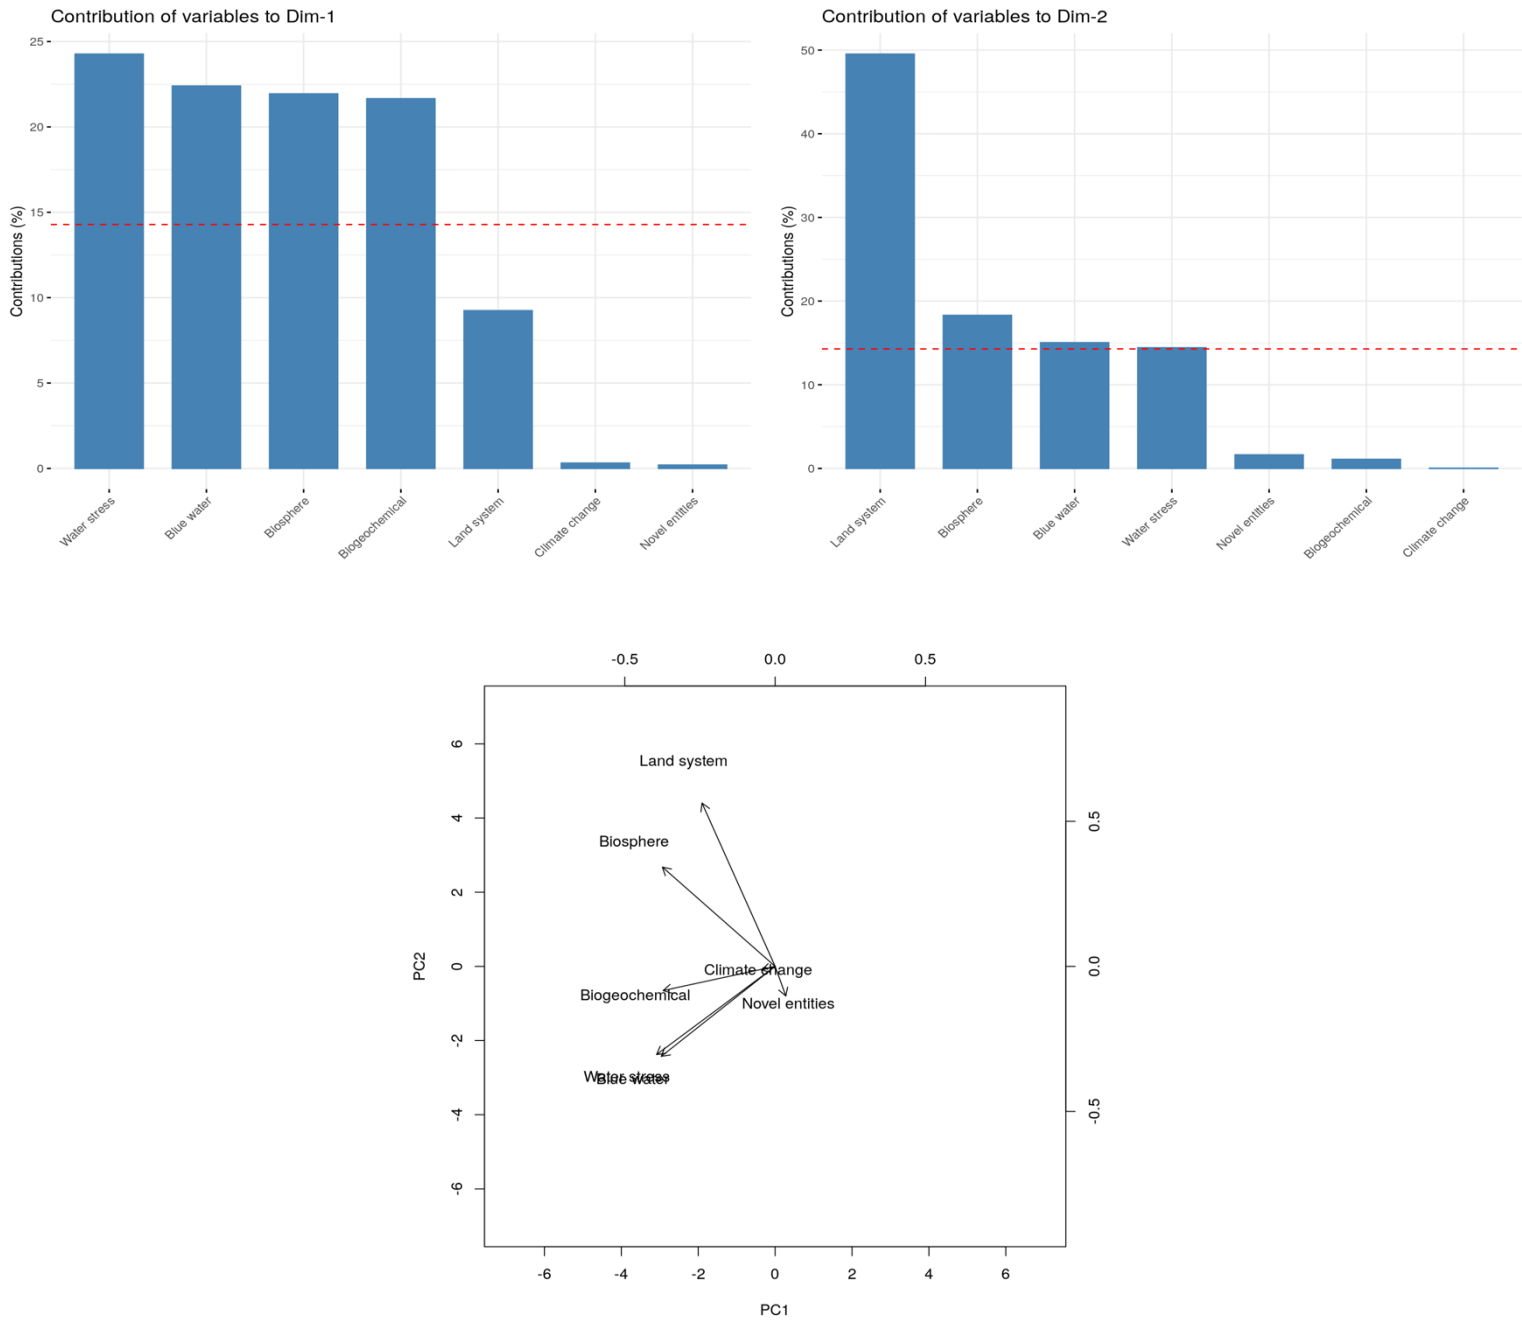 Contribution of variables to Dim-1
Contributions (%)
25
20
15
10
5
0
Water stress
Blue water
Biosphere
Biogeochemical
Land system
Climate change
Novel entities
Contribution of variables to Dim-2
Contributions (%)
50
40
30
20
10
0
Land system
Biosphere
Blue water
Water stress
Novel entities
Biogeochemical
Climate change
-0.5 0.0 0.5
PC2
6
4
2
0
-2
-4
-6
Land system
Biosphere
Climate change
Biogeochemical
Novel entities
Water stress
Blue water
0.5
0.0
-0.5
-6 -4 -2 0 2 4 6
PC1